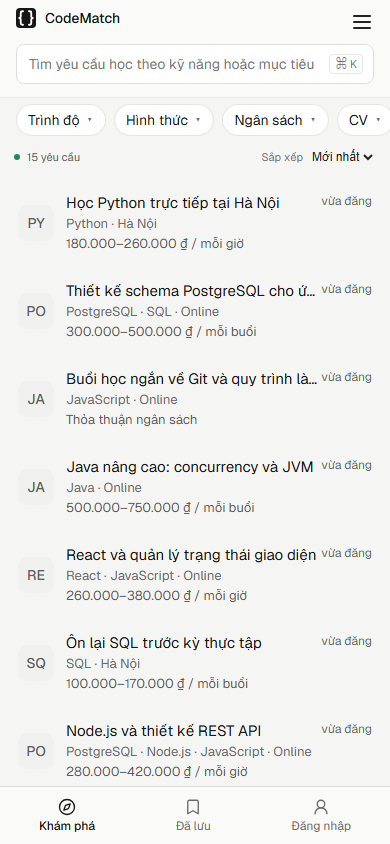 {} CodeMatch
Tìm yêu cầu học theo kỹ năng hoặc mục tiêu ⌘ K
Trình độ Hình thức Ngân sách CV
15 yêu cầu Sắp xếp Mới nhất
Học Python trực tiếp tại Hà Nội vừa đăng
PY
Python · Hà Nội
180.000–260.000 ₫ / mỗi giờ
Thiết kế schema PostgreSQL cho ứ... vừa đăng
PO
PostgreSQL · SQL · Online
300.000–500.000 ₫ / mỗi buổi
Buổi học ngắn về Git và quy trình là... vừa đăng
JA
JavaScript · Online
Thỏa thuận ngân sách
Java nâng cao: concurrency và JVM vừa đăng
JA
Java · Online
500.000–750.000 ₫ / mỗi buổi
React và quản lý trạng thái giao diện vừa đăng
RE
React · JavaScript · Online
260.000–380.000 ₫ / mỗi giờ
Ôn lại SQL trước kỳ thực tập vừa đăng
SQ
SQL · Hà Nội
100.000–170.000 ₫ / mỗi buổi
Node.js và thiết kế REST API vừa đăng
PO
PostgreSQL · Node.js · JavaScript · Online
280.000–420.000 ₫ / mỗi giờ
Khám phá Đã lưu Đăng nhập